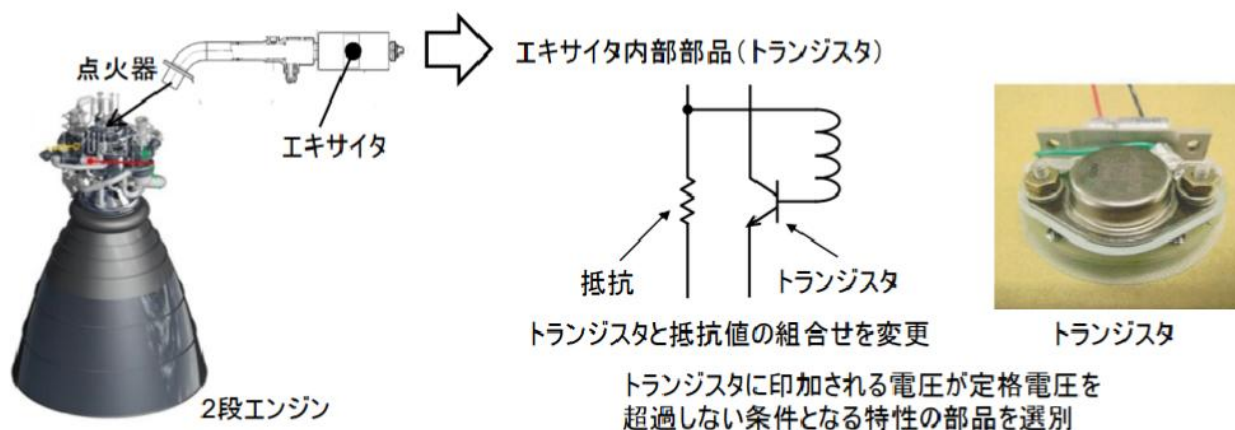 点火器
エキサイタ
2段エンジン
エキサイタ内部部品(トランジスタ)
抵抗
トランジスタ
トランジスタと抵抗値の組合せを変更
トランジスタ
トランジスタに印加される電圧が定格電圧を
超過しない条件となる特性の部品を選別